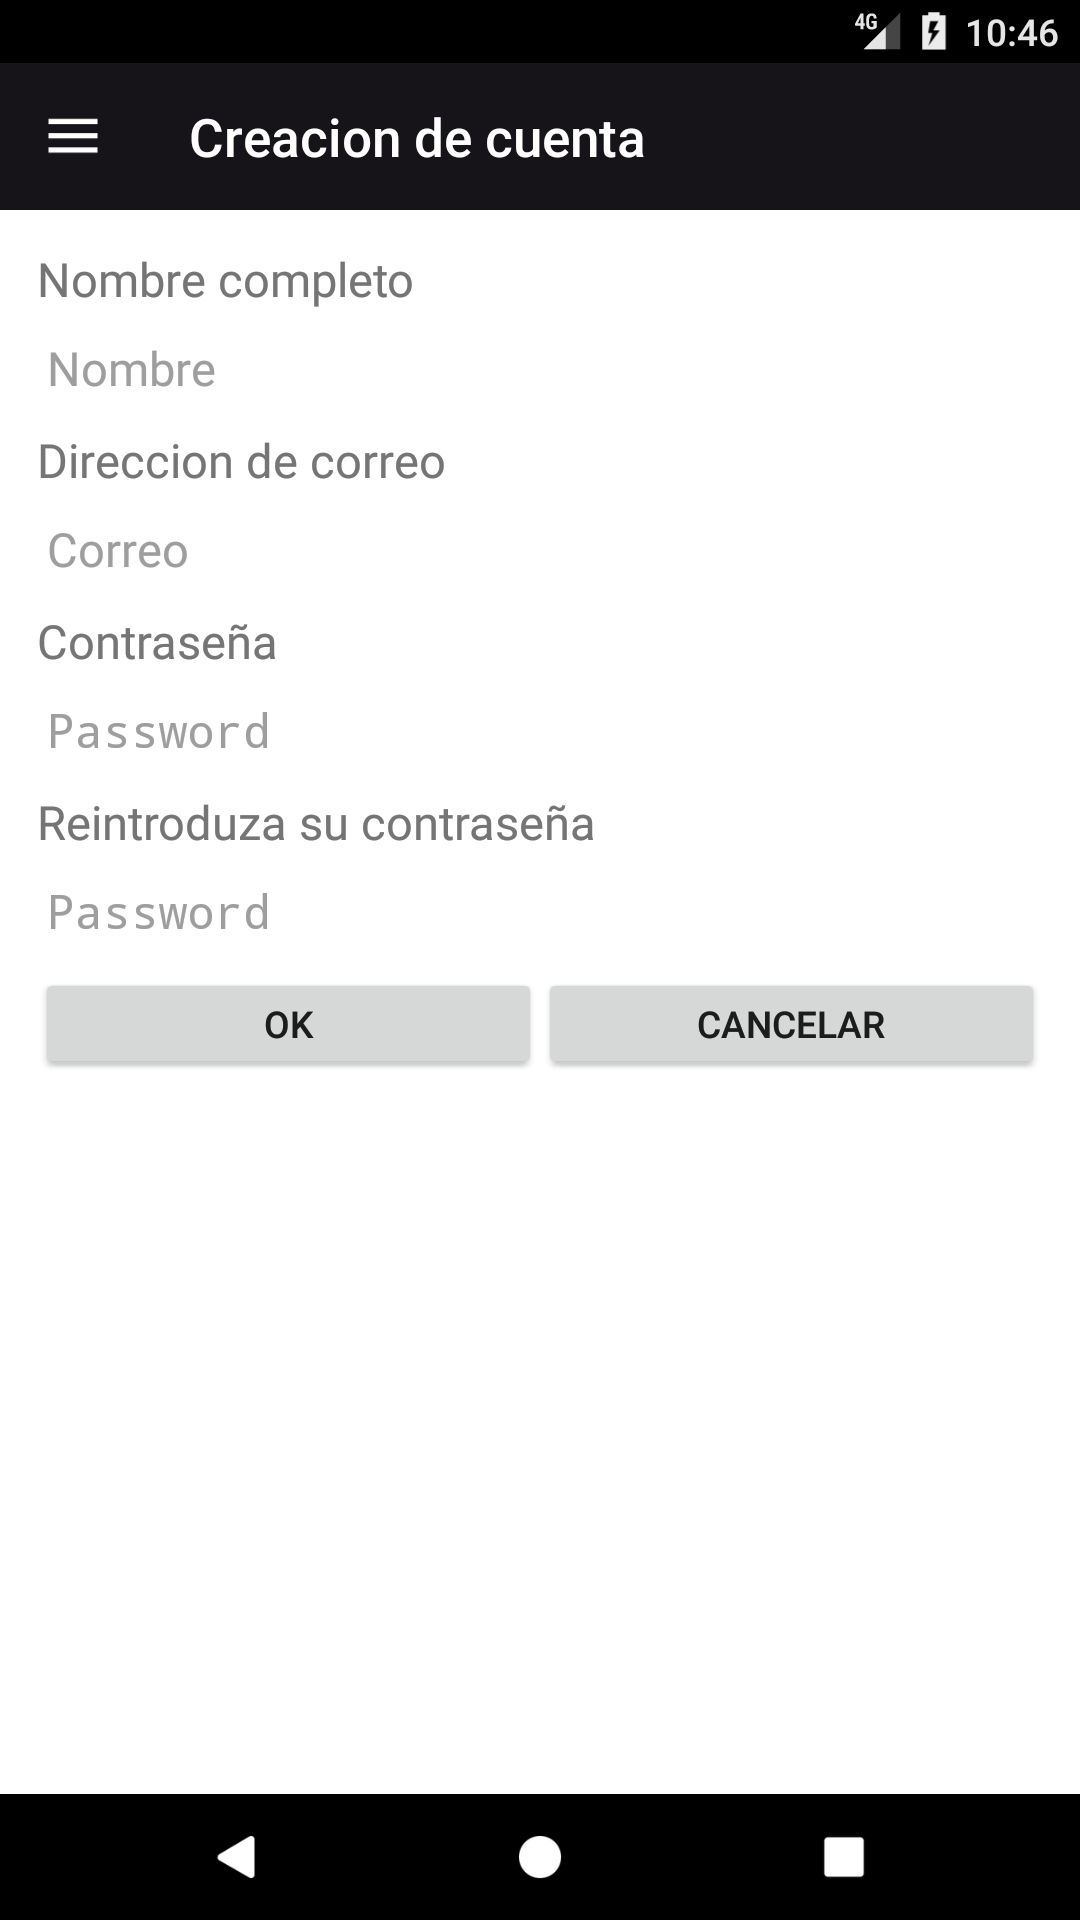 4G 10:46
Creacion de cuenta
Nombre completo
Nombre
Direccion de correo
Correo
Contraseña
Password
Reintroduza su contraseña
Password
OK CANCELAR